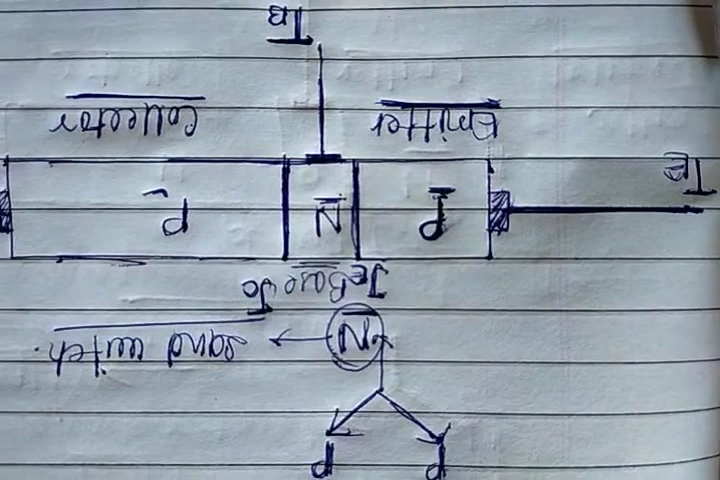 P P
N sand witch.
JE Base Jc
P N P
IE
Emitter Collector
IB